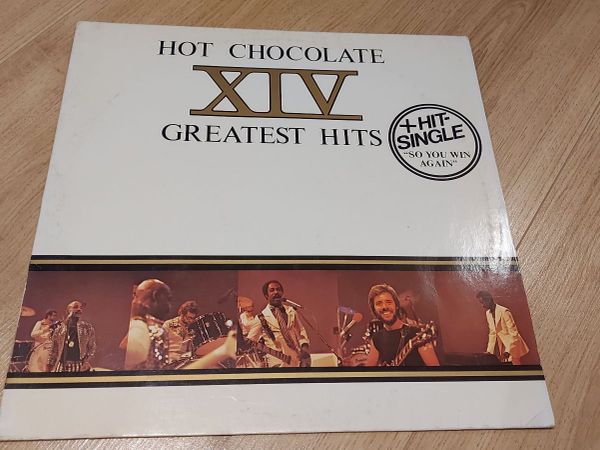 HOT CHOCOLATE
XIV
GREATEST HITS
+HIT-
SINGLE
"SO YOU WIN
AGAIN"